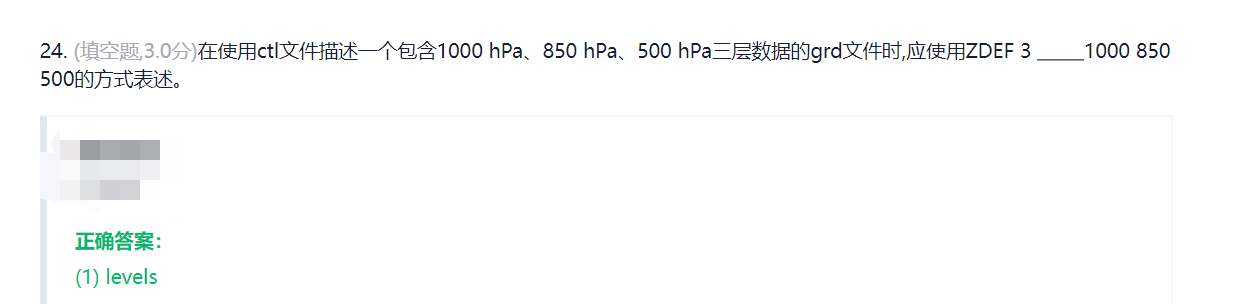 24. (填空题,3.0分)在使用ctl文件描述一个包含1000 hPa、850 hPa、500 hPa三层数据的grd文件时,应使用ZDEF 3 _____1000 850
500的方式表述。
正确答案：
(1) levels